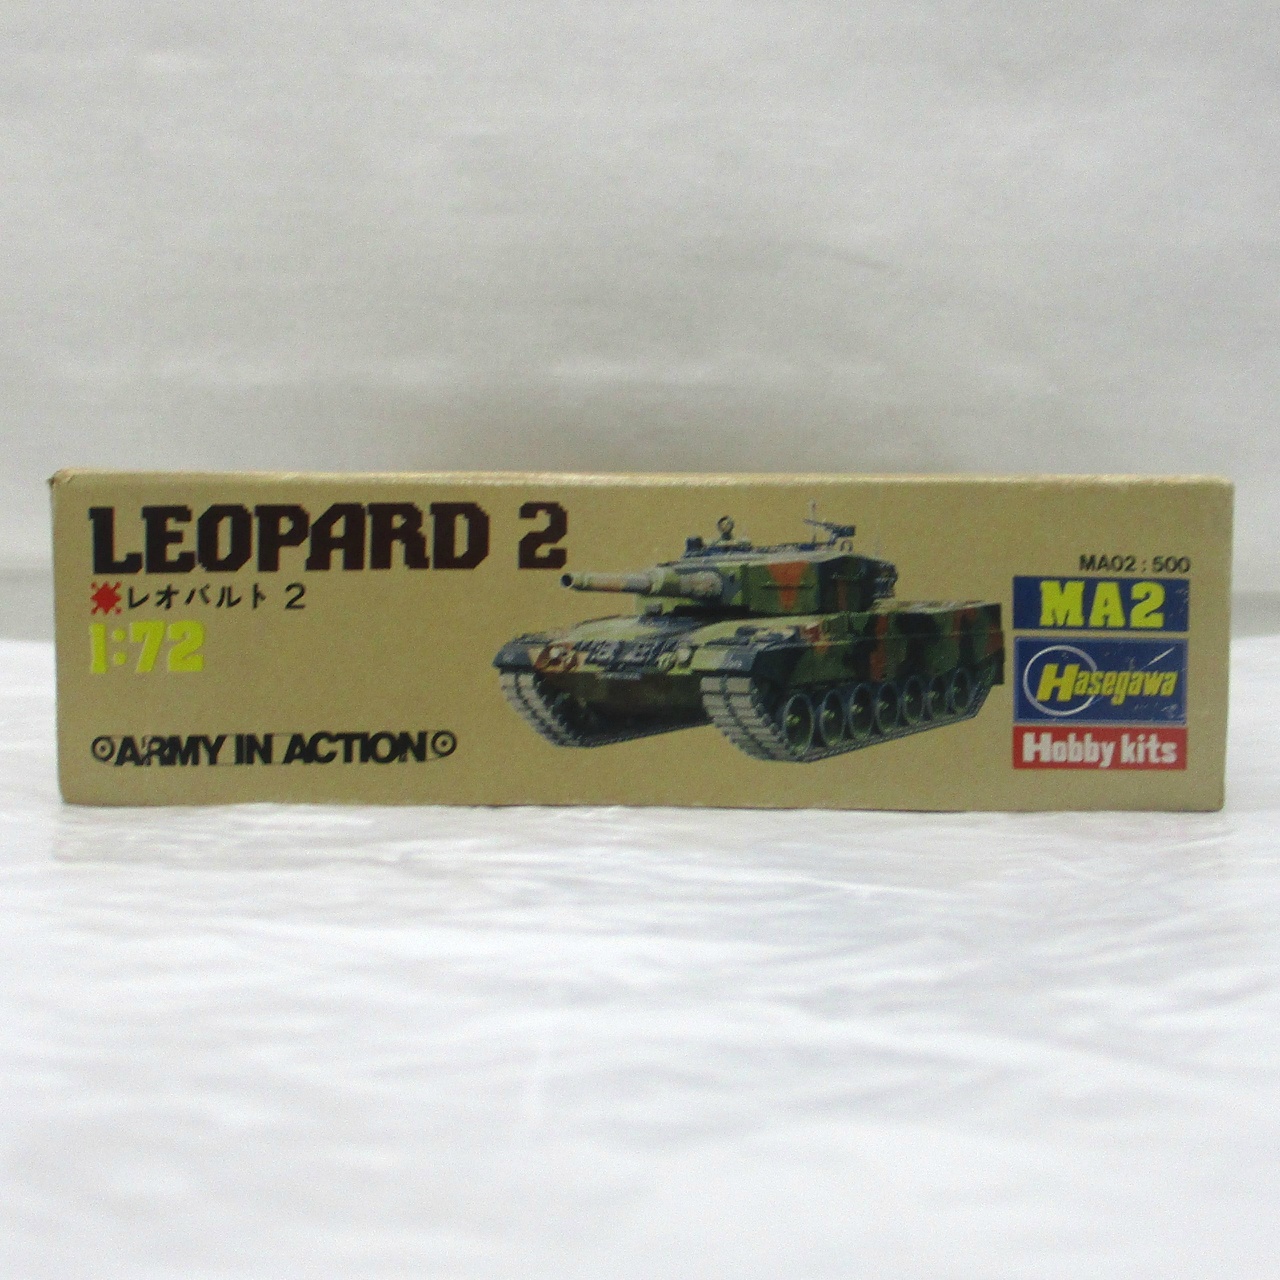 LEOPARD 2
レオパルト 2
1:72
ARMY IN ACTION
MA02:500
MA2
Hasegawa
Hobby kits